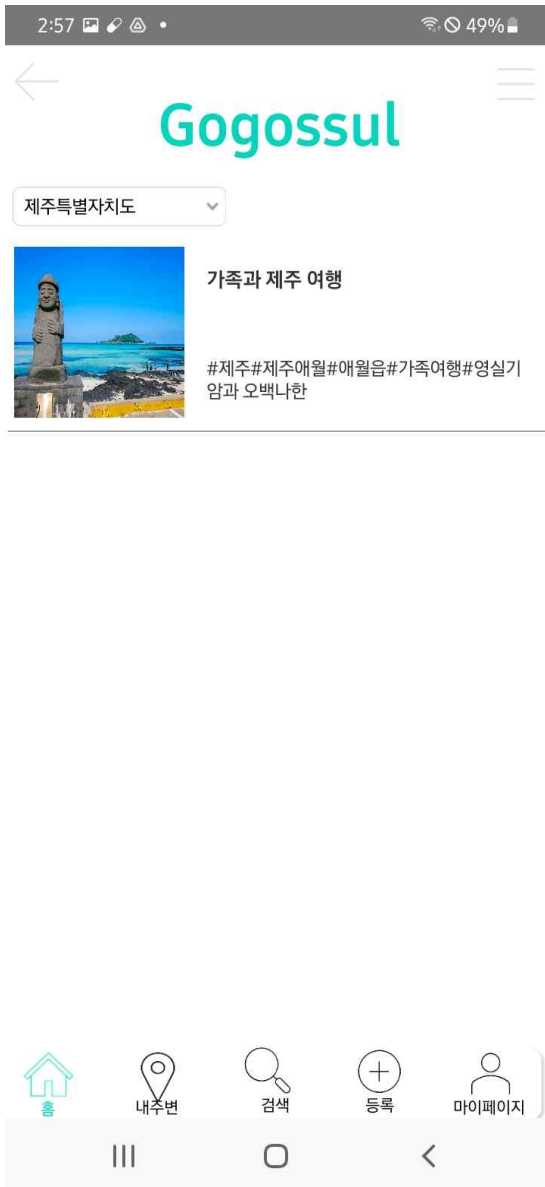 2:57
49%
Gogossul
제주특별자치도
가족과 제주 여행
#제주#제주애월#애월읍#가족여행#영실기
암과 오백나한
홈
내주변
검색
등록
마이페이지